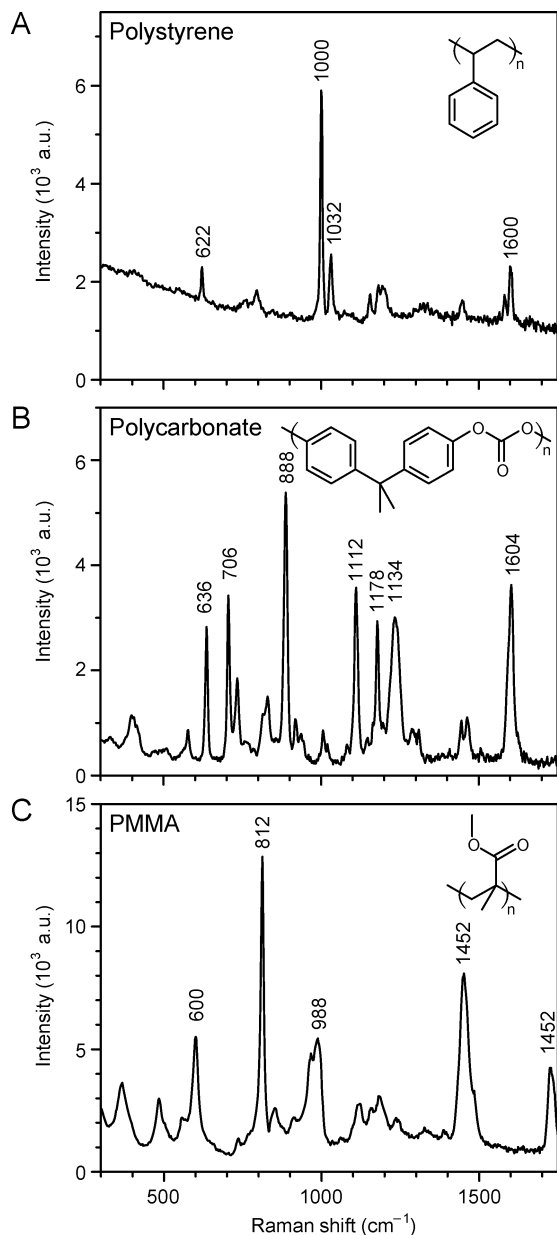 A
Polystyrene
n
6
4
2
0
Intensity (10³ a.u.)
622
1000
1032
1600
B
Polycarbonate
O
O
O
n
6
4
2
0
Intensity (10³ a.u.)
636
706
888
1112
1178
1134
1604
C
PMMA
O
O
n
15
10
5
0
Intensity (10³ a.u.)
600
812
988
1452
1452
500
1000
1500
Raman shift (cm⁻¹)